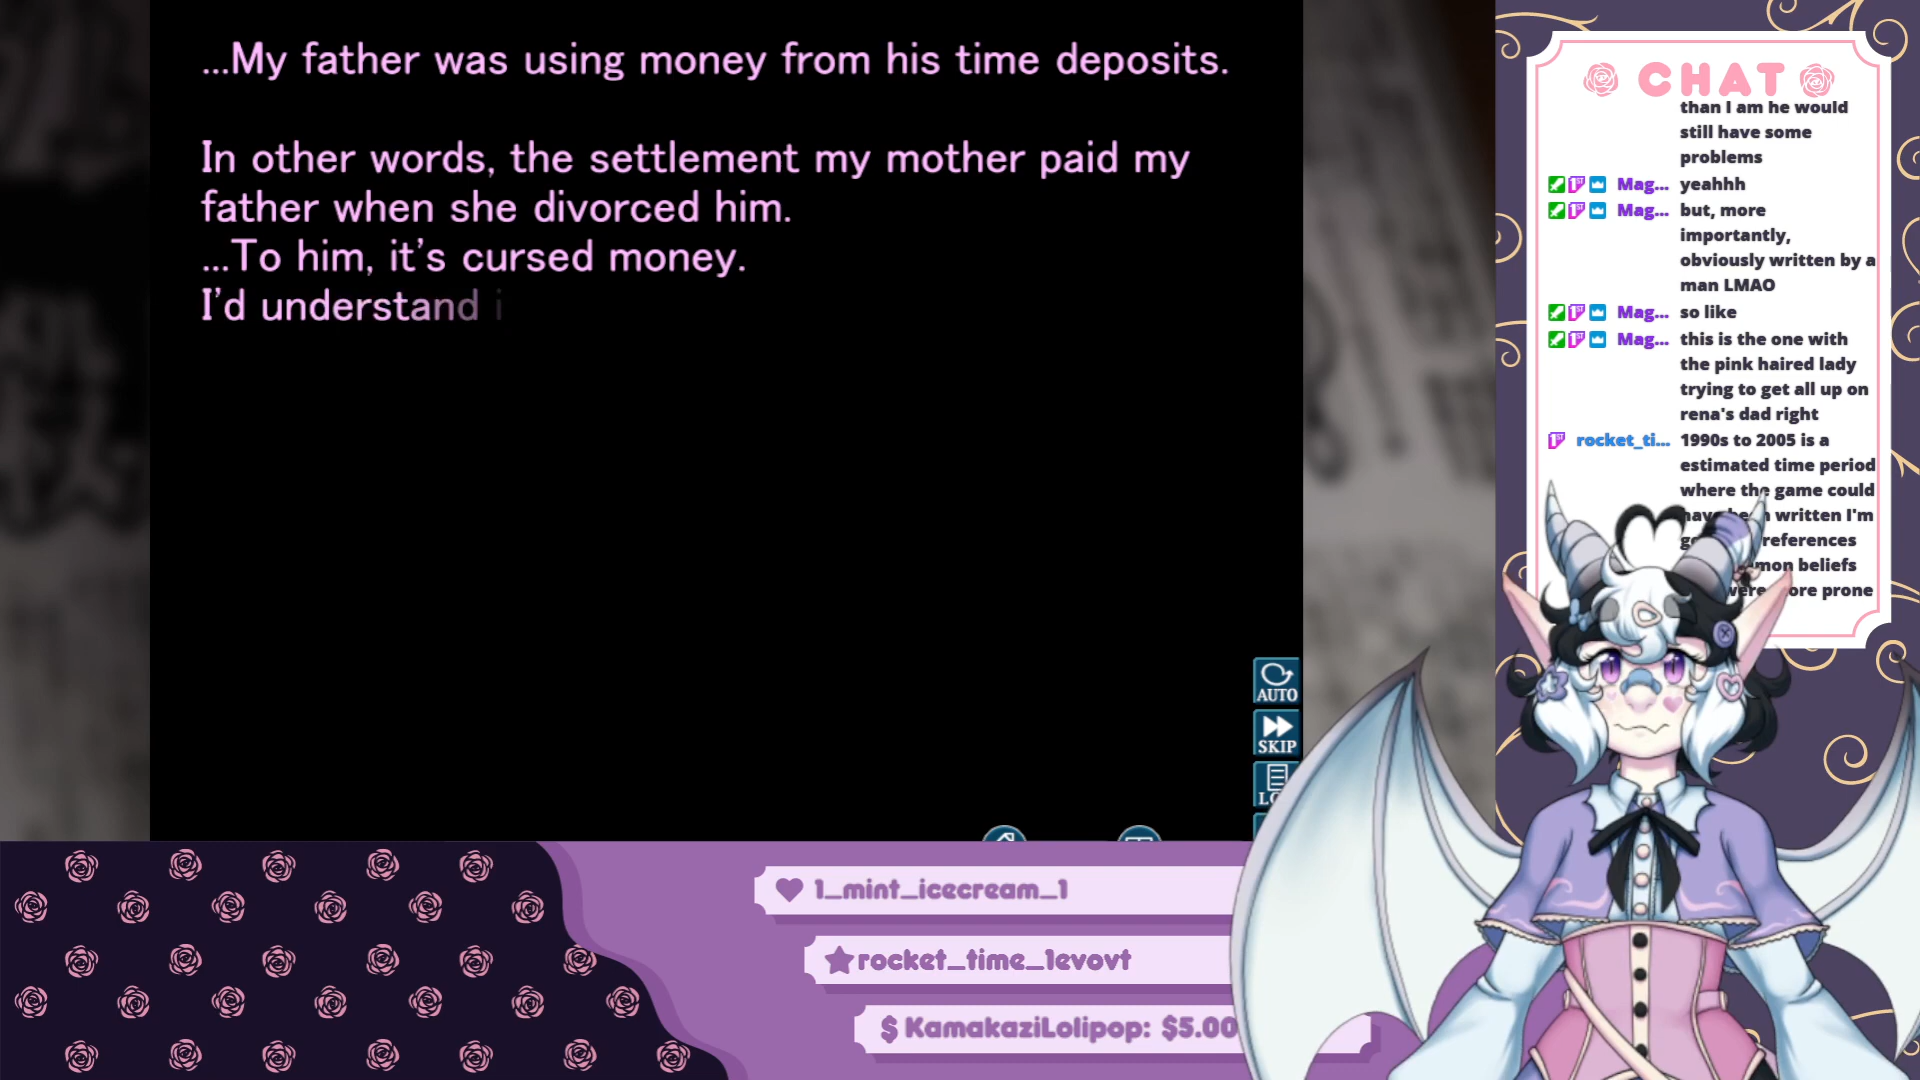 ...My father was using money from his time deposits.
In other words, the settlement my mother paid my
father when she divorced him.
...To him, it's cursed money.
I'd understand i
AUTO
SKIP
CHAT
than I am he would
still have some
problems
Mag... yeahhh
Mag... but, more
importantly,
obviously written by a
man LMAO
Mag... so like
Mag... this is the one with
the pink haired lady
trying to get all up on
rena's dad right
rocket_ti... 1990s to 2005 is a
estimated time period
where the game could
have been written I'm
references
beliefs
prone
1_mint_icecream_1
rocket_time_1evovt
$ KamakaziLolipop: $5.00